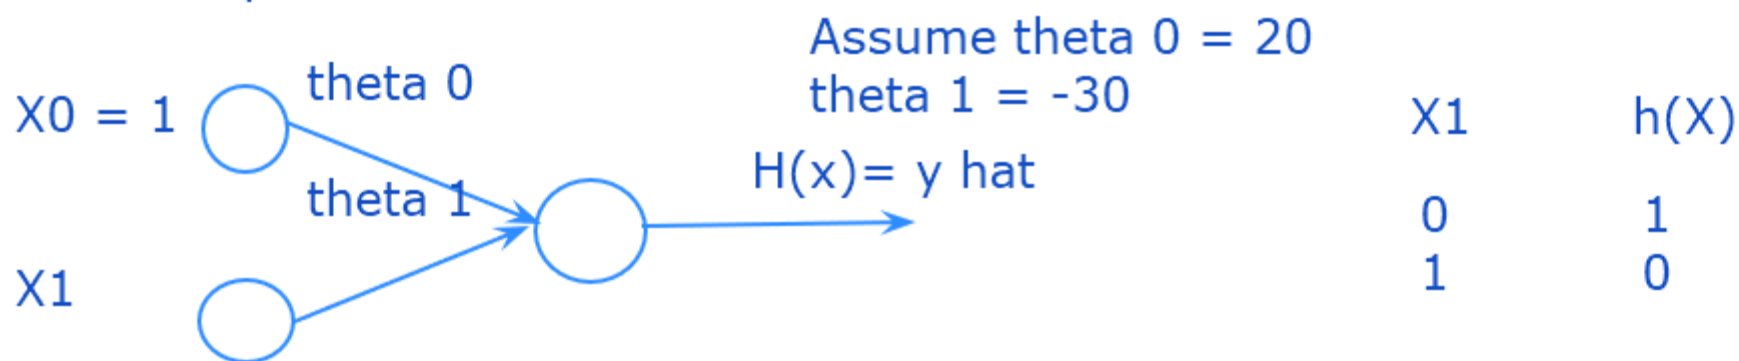 Assume theta 0 = 20
theta 1 = -30
theta 0
X0 = 1
X1 h(X)
H(x)= y hat
theta 1
0 1
1 0
X1